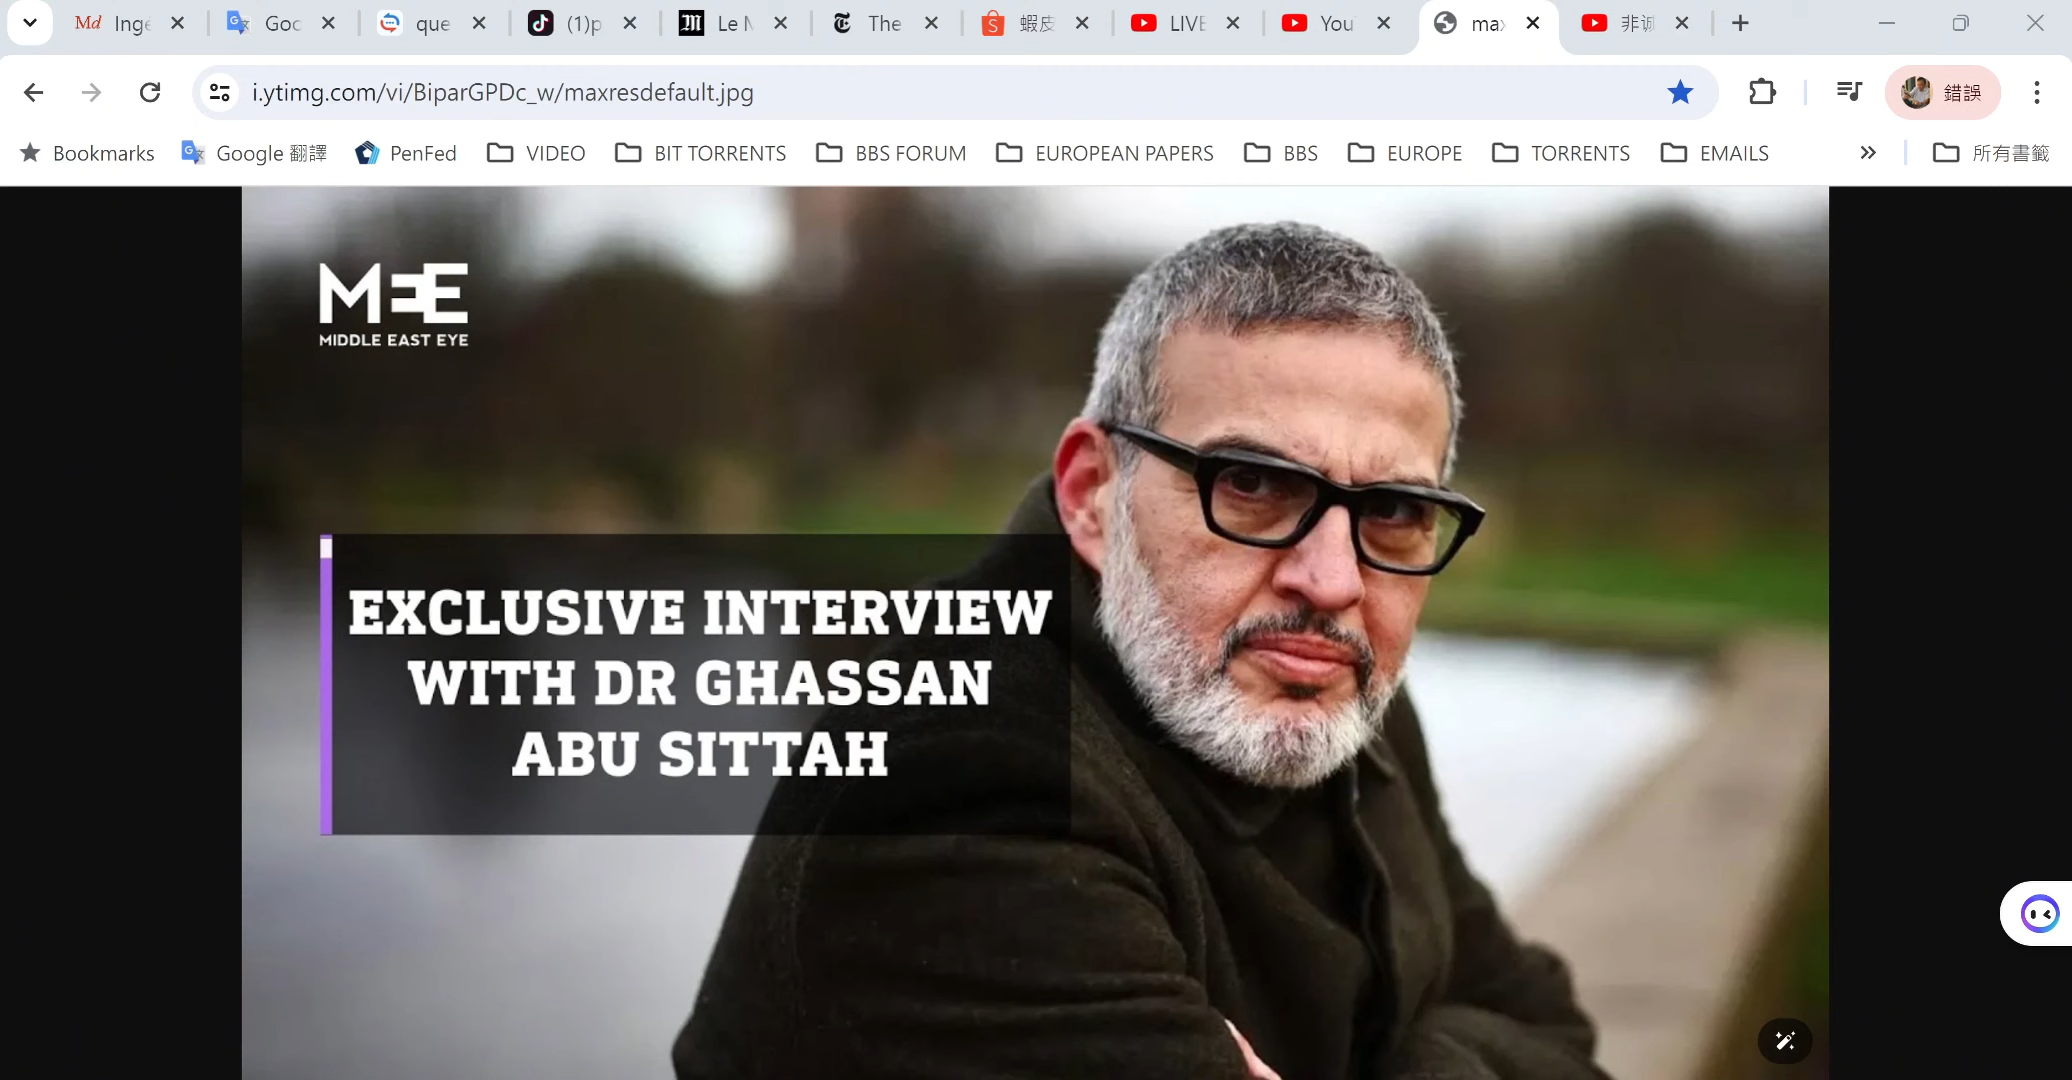 Md Inge
Goo
que
(1)p
Le M
The
蝦皮
LIVE
You
max
非诚
i.ytimg.com/vi/BiparGPDc_w/maxresdefault.jpg
錯誤
Bookmarks
Google 翻譯
PenFed
VIDEO
BIT TORRENTS
BBS FORUM
EUROPEAN PAPERS
BBS
EUROPE
TORRENTS
EMAILS
所有書籤
MEE
MIDDLE EAST EYE
EXCLUSIVE INTERVIEW
WITH DR GHASSAN
ABU SITTAH